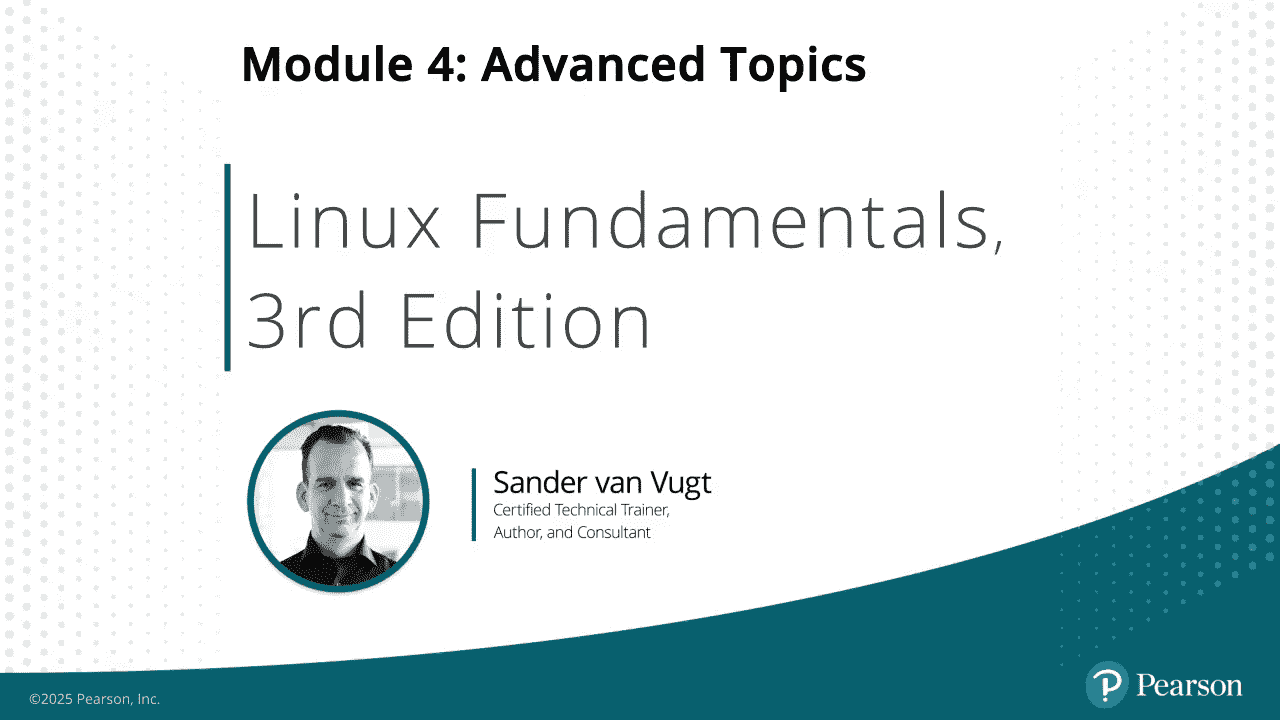 Module 4: Advanced Topics
Linux Fundamentals,
3rd Edition
Sander van Vugt
Certified Technical Trainer,
Author, and Consultant
©2025 Pearson, Inc.
Pearson